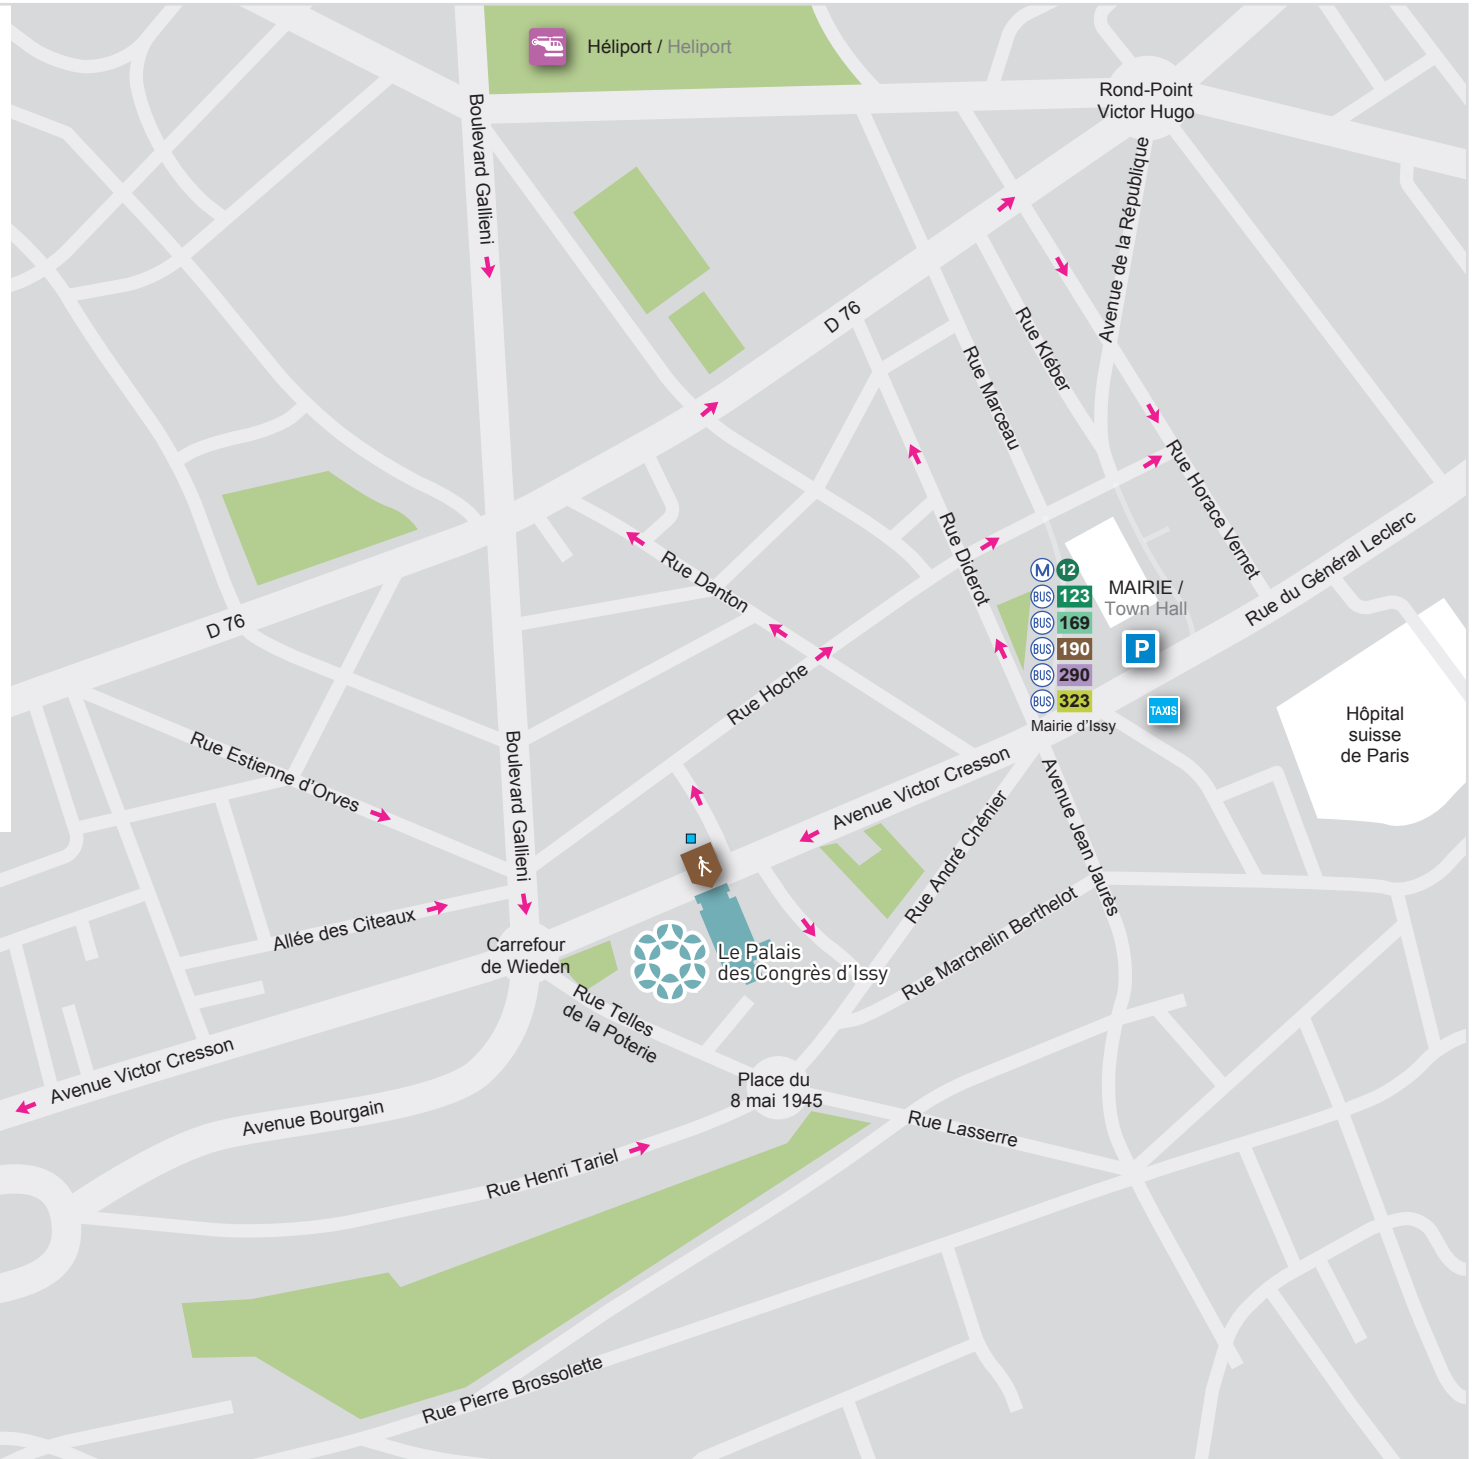 Héliport / Heliport
Rond-Point
Victor Hugo
Boulevard Gallieni
Avenue de la République
D 76
Rue Kléber
Rue Marceau
Rue Horace Vernet
Rue Diderot
Rue du Général Leclerc
Rue Danton
M 12
BUS 123
BUS 169
BUS 190
BUS 290
BUS 323
Mairie d'Issy
MAIRIE /
Town Hall
P
TAXIS
Hôpital
suisse
de Paris
D 76
Rue Hoche
Rue Estienne d'Orves
Boulevard Gallieni
Avenue Victor Cresson
Avenue Jean Jaurès
Rue André Chénier
Rue Marchelin Berthelot
Allée des Citeaux
Carrefour
de Wieden
Le Palais
des Congrès d'Issy
Rue Telles
de la Poterie
Avenue Victor Cresson
Avenue Bourgain
Place du
8 mai 1945
Rue Lasserre
Rue Henri Tariel
Rue Pierre Brossolette